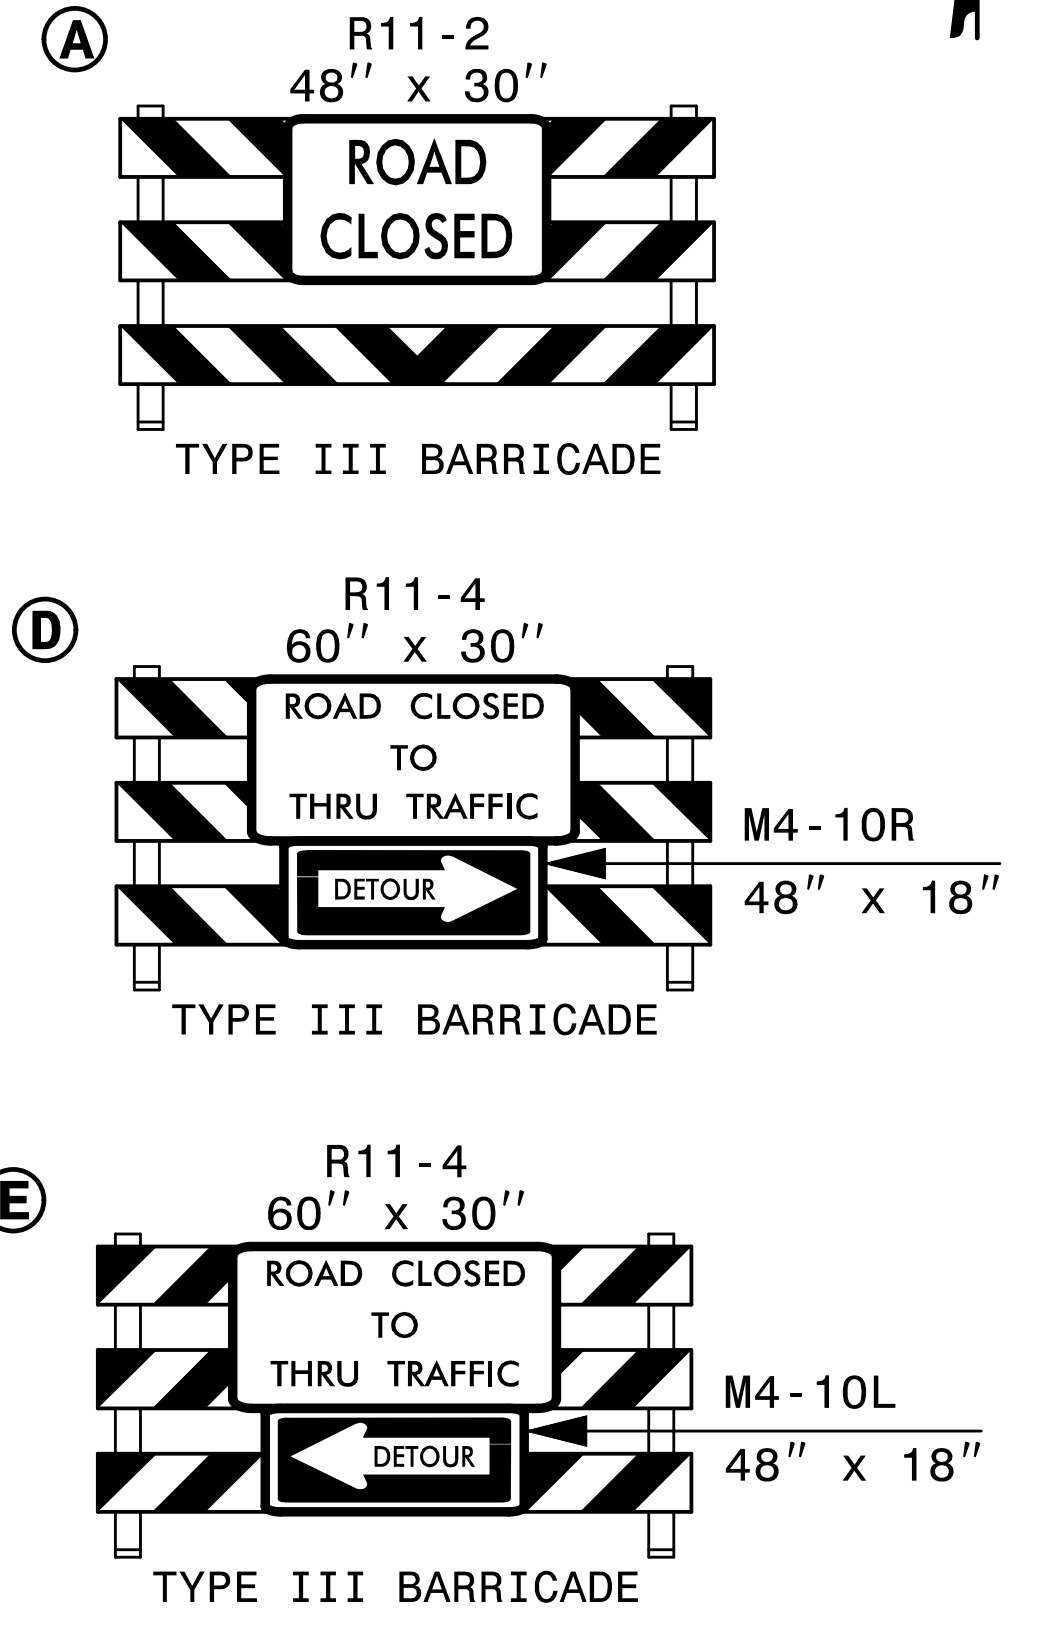 A
R11-2
48" x 30"
ROAD
CLOSED
TYPE III BARRICADE
D
R11-4
60" x 30"
ROAD CLOSED
TO
THRU TRAFFIC
M4-10R
DETOUR
48" x 18"
TYPE III BARRICADE
E
R11-4
60" x 30"
ROAD CLOSED
TO
THRU TRAFFIC
M4-10L
DETOUR
48" x 18"
TYPE III BARRICADE